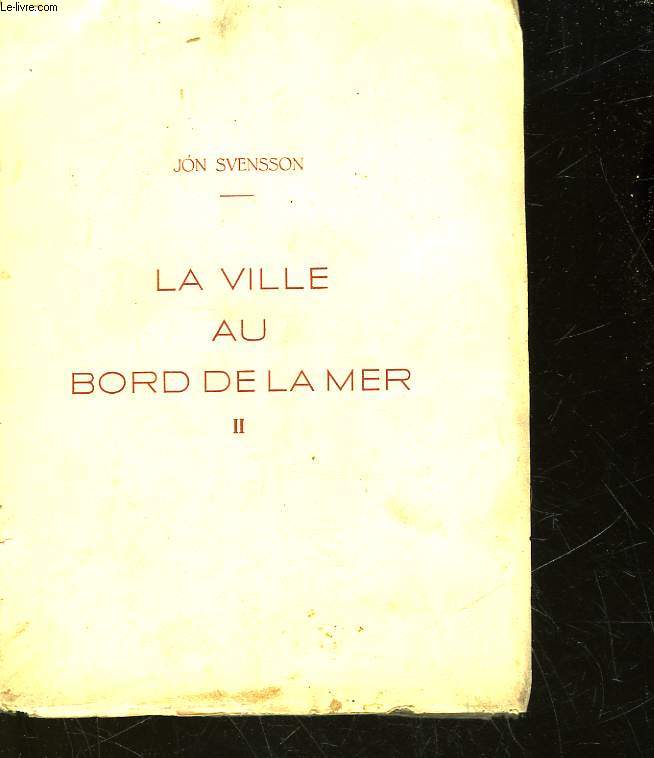 Le-livre.com
JÓN SVENSSON
LA VILLE
AU
BORD DE LA MER
II